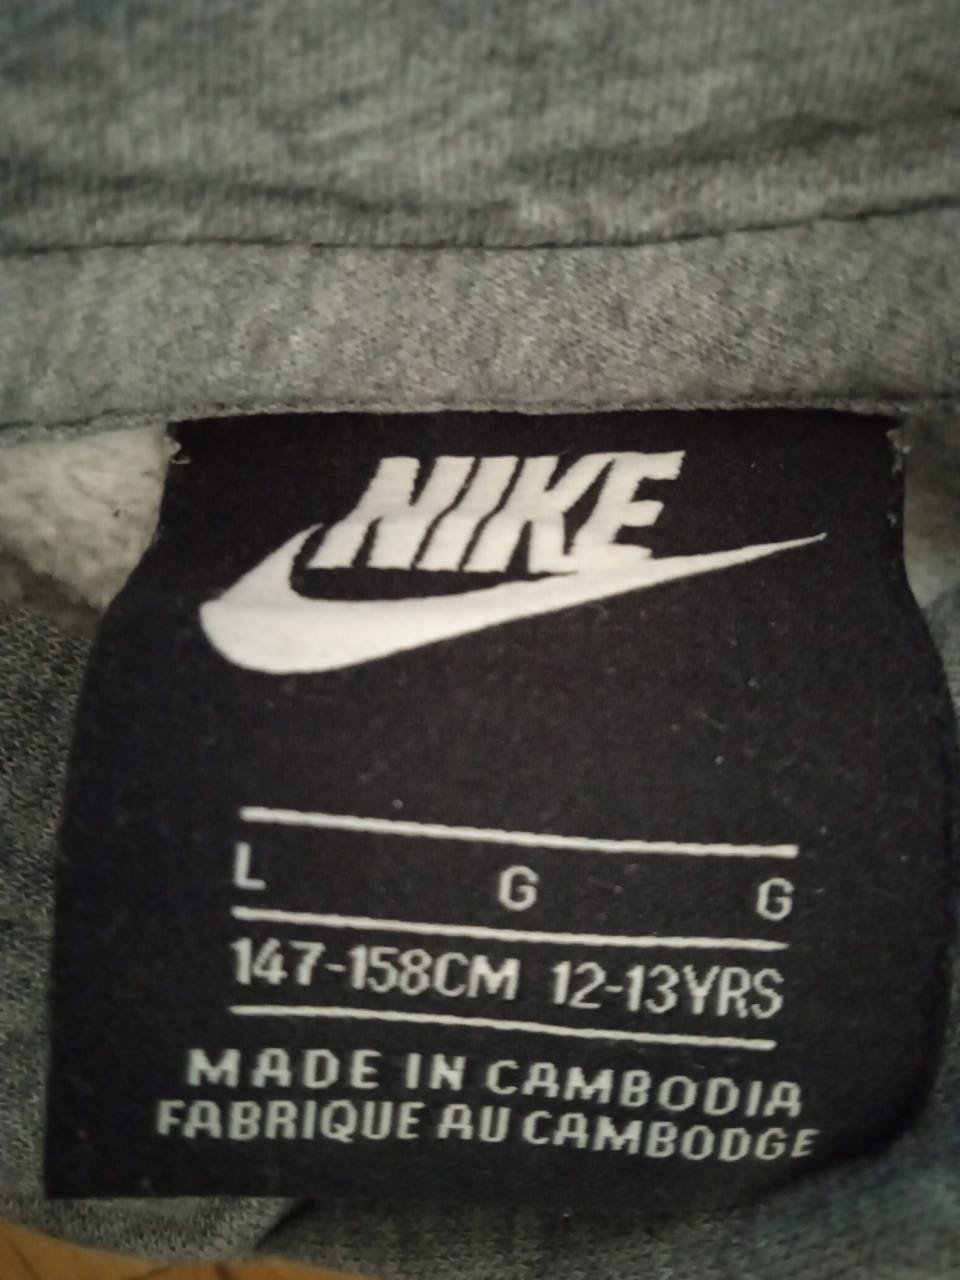 NIKE
L G G
147-158CM 12-13YRS
MADE IN CAMBODIA
FABRIQUE AU CAMBODGE